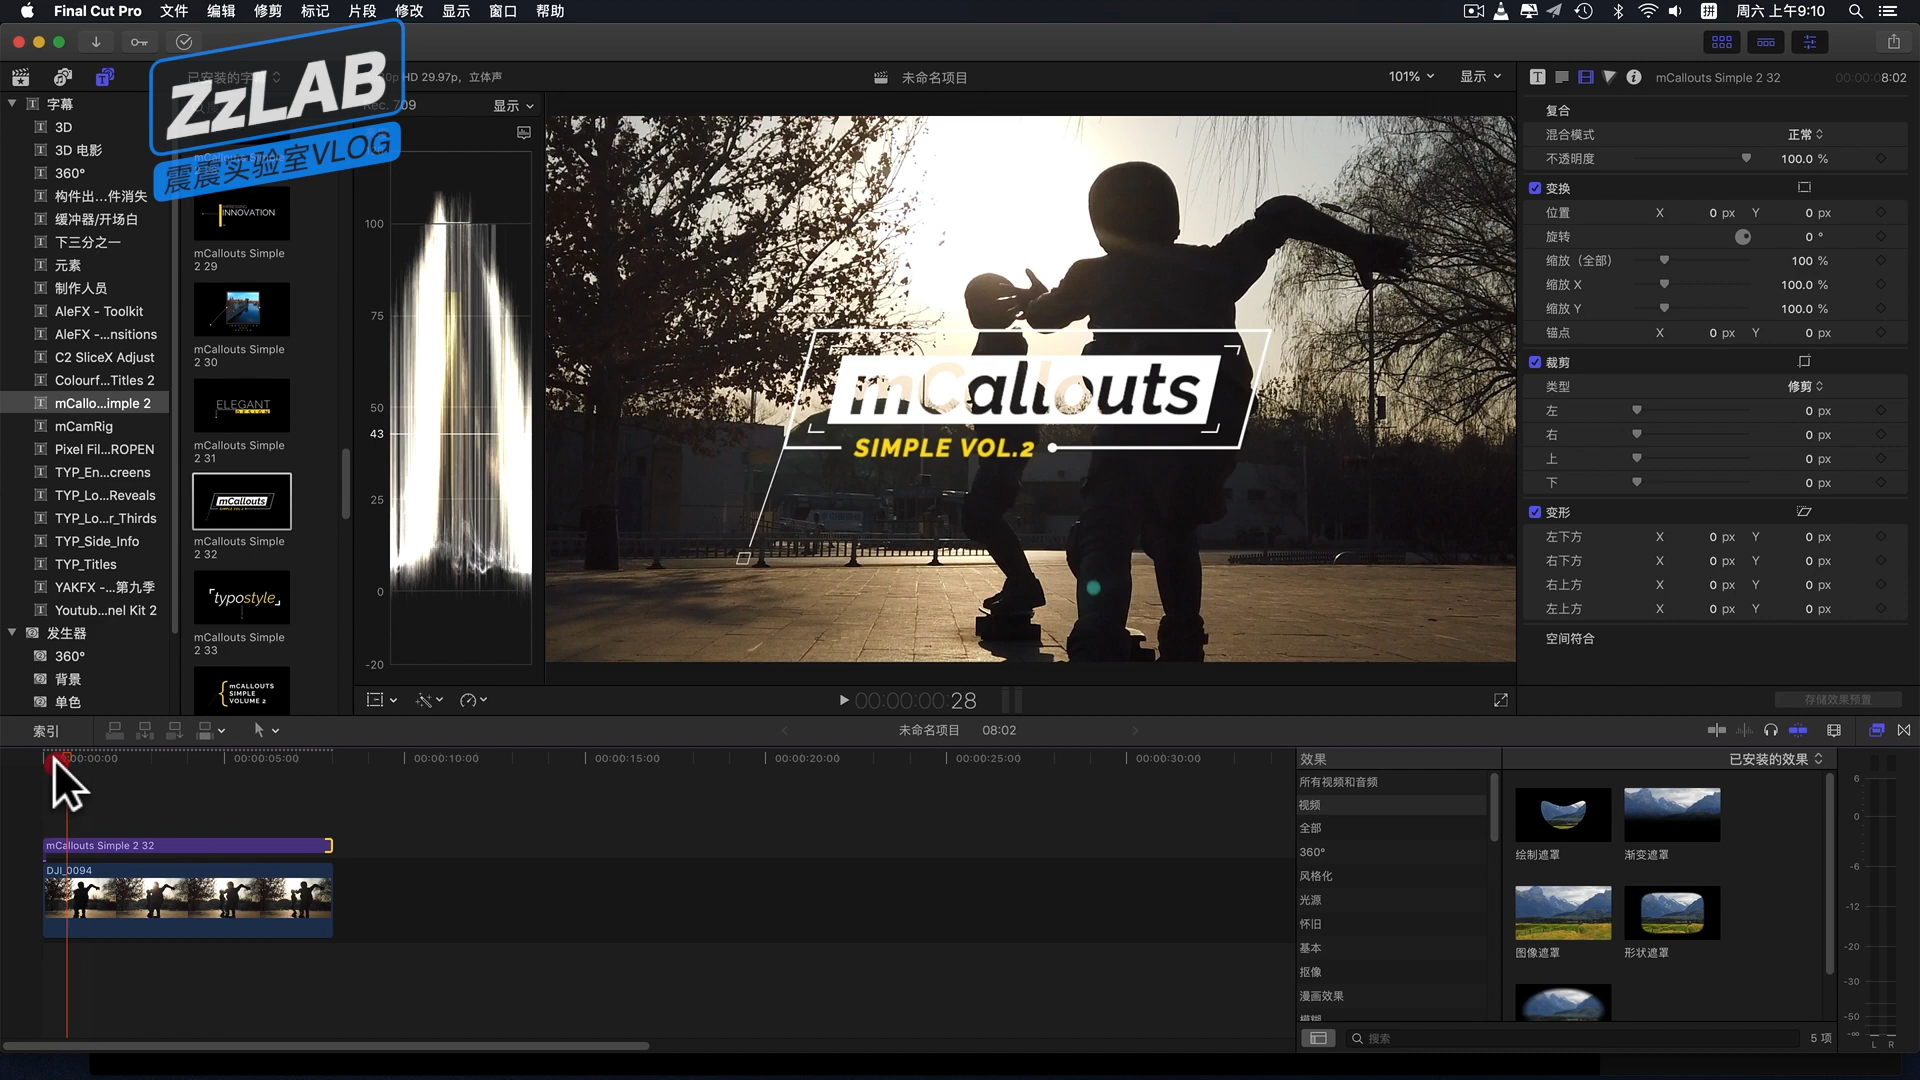 Final Cut Pro 文件 编辑 修剪 标记 片段 修改 显示 窗口 帮助
拼 周六 上午9:10
ZzLAB
震震实验室VLOG
HD 29.97p, 立体声
未命名项目
101%
显示
mCallouts Simple 2 32
8:02
字幕
3D
3D 电影
360°
构件出...件消失
缓冲器/开场白
下三分之一
元素
制作人员
AleFX - Toolkit
AleFX -...nsitions
C2 SliceX Adjust
Colourf...Titles 2
mCallo...imple 2
mCamRig
Pixel Fil...ROPEN
TYP_En...creens
TYP_Lo...Reveals
TYP_Lo...r_Thirds
TYP_Side_Info
TYP_Titles
YAKFX -...第九季
Youtub...nel Kit 2
发生器
360°
背景
单色
INNOVATION
mCallouts Simple
2 29
mCallouts Simple
2 30
ELEGANT
DESIGN
mCallouts Simple
2 31
mCallouts
mCallouts Simple
2 32
typostyle
mCallouts Simple
2 33
mCALLOUTS
SIMPLE
VOLUME 2
Rec. 709
显示
100
75
50
43
25
0
-20
mCallouts
SIMPLE VOL.2
00:00:00:28
复合
混合模式 正常
不透明度 100.0 %
变换
位置 X 0 px Y 0 px
旋转 0 °
缩放（全部） 100 %
缩放 X 100.0 %
缩放 Y 100.0 %
锚点 X 0 px Y 0 px
裁剪
类型 修剪
左 0 px
右 0 px
上 0 px
下 0 px
变形
左下方 X 0 px Y 0 px
右下方 X 0 px Y 0 px
右上方 X 0 px Y 0 px
左上方 X 0 px Y 0 px
空间符合
存储效果预置
索引
未命名项目 08:02
00:00:00 00:00:05:00 00:00:10:00 00:00:15:00 00:00:20:00 00:00:25:00 00:00:30:00
mCallouts Simple 2 32
DJI_0094
效果
已安装的效果
所有视频和音频
视频
全部
360°
风格化
光源
怀旧
基本
抠像
漫画效果
模糊
绘制遮罩
渐变遮罩
图像遮罩
形状遮罩
搜索
5 项
6
0
-6
-12
-20
-30
-50
-∞
L R